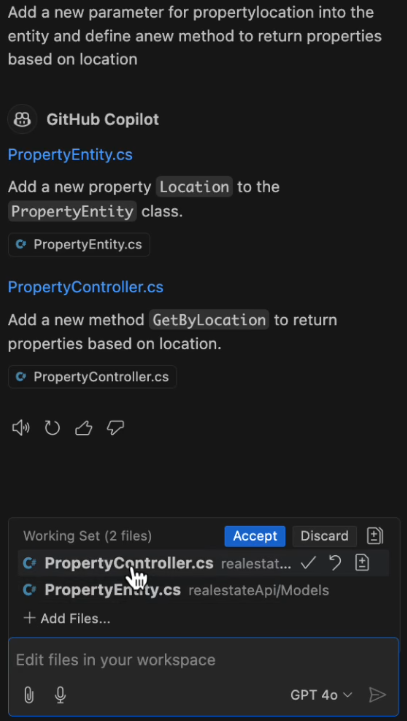 Add a new parameter for propertylocation into the
entity and define anew method to return properties
based on location
GitHub Copilot
PropertyEntity.cs
Add a new property Location to the
PropertyEntity class.
C# PropertyEntity.cs
PropertyController.cs
Add a new method GetByLocation to return
properties based on location.
C# PropertyController.cs
Working Set (2 files) Accept Discard
C# PropertyController.cs realestat...
C# PropertyEntity.cs realestateApi/Models
+ Add Files...
Edit files in your workspace
GPT 4o